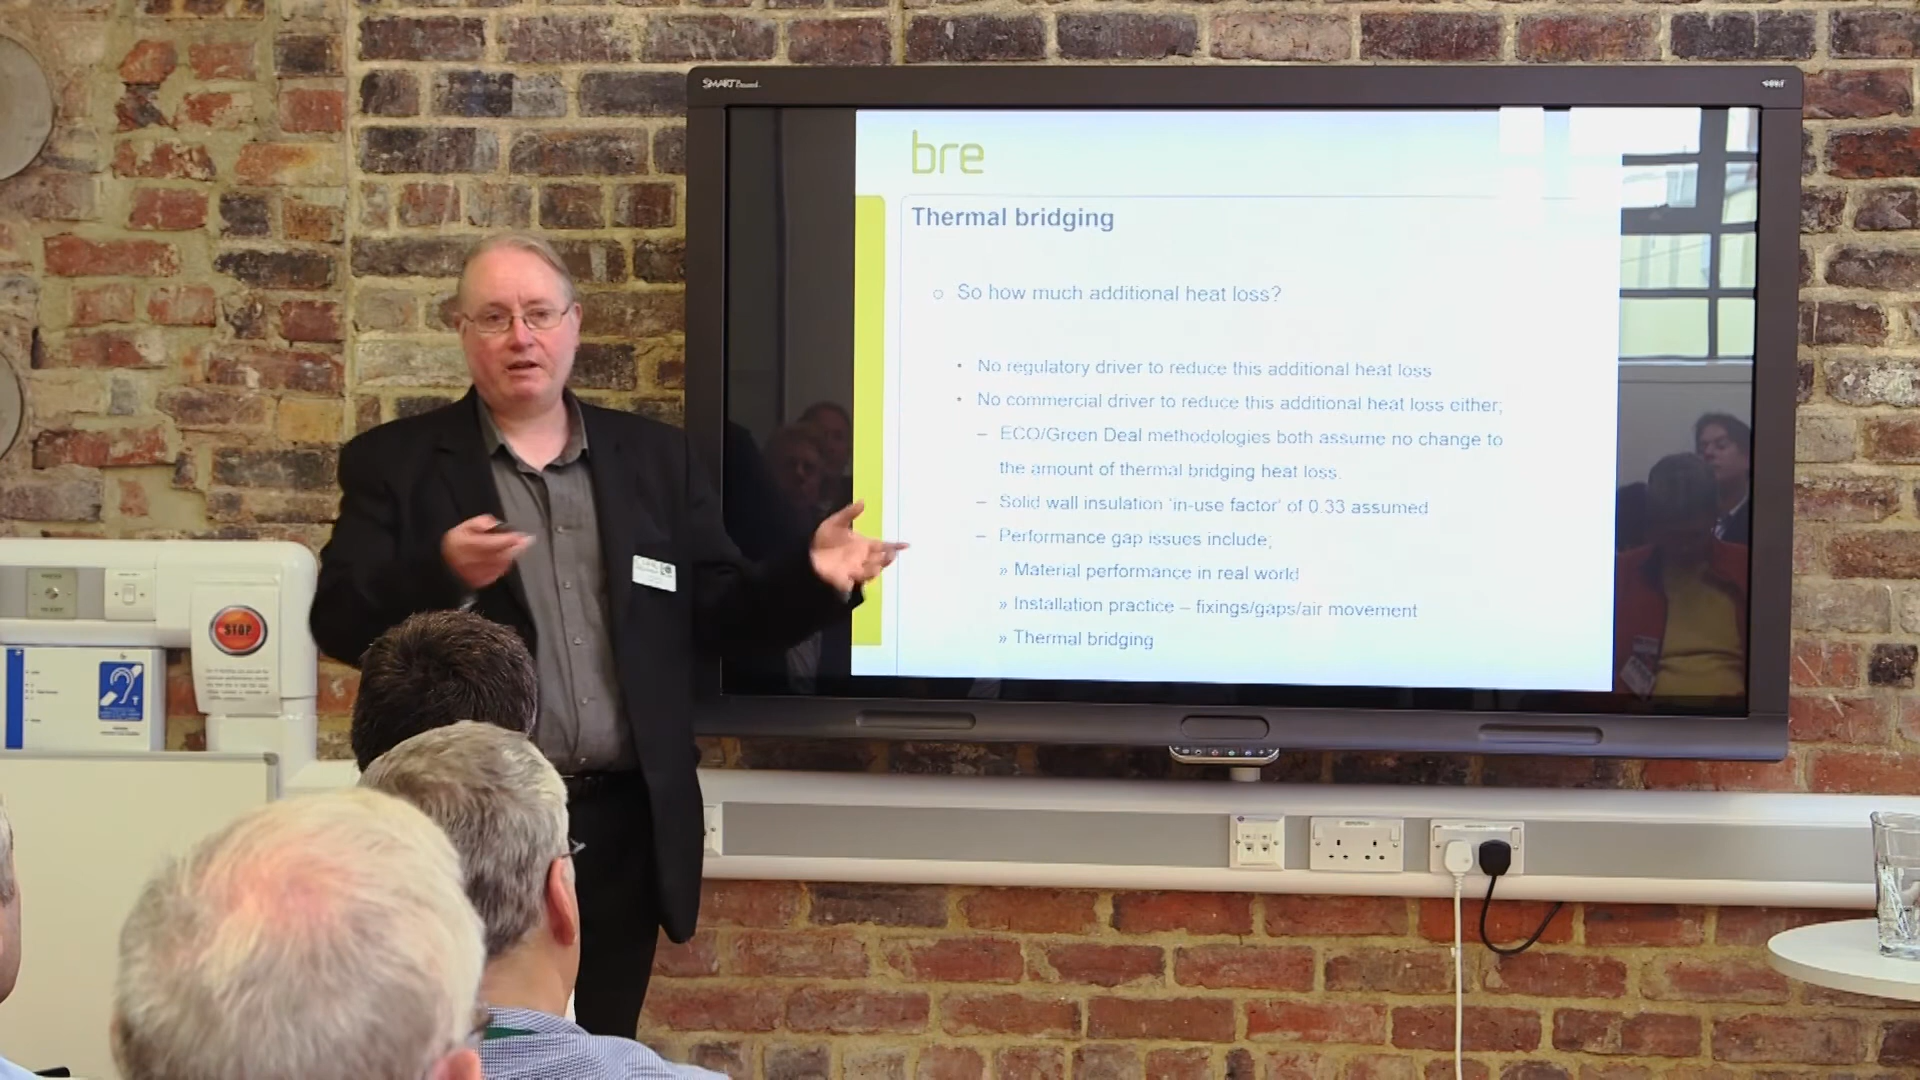 SMART Board
bre
Thermal bridging
So how much additional heat loss?
No regulatory driver to reduce this additional heat loss
No commercial driver to reduce this additional heat loss either;
– ECO/Green Deal methodologies both assume no change to
the amount of thermal bridging heat loss.
– Solid wall insulation 'in-use factor' of 0.33 assumed
– Performance gap issues include;
» Material performance in real world
» Installation practice – fixings/gaps/air movement
» Thermal bridging
STOP